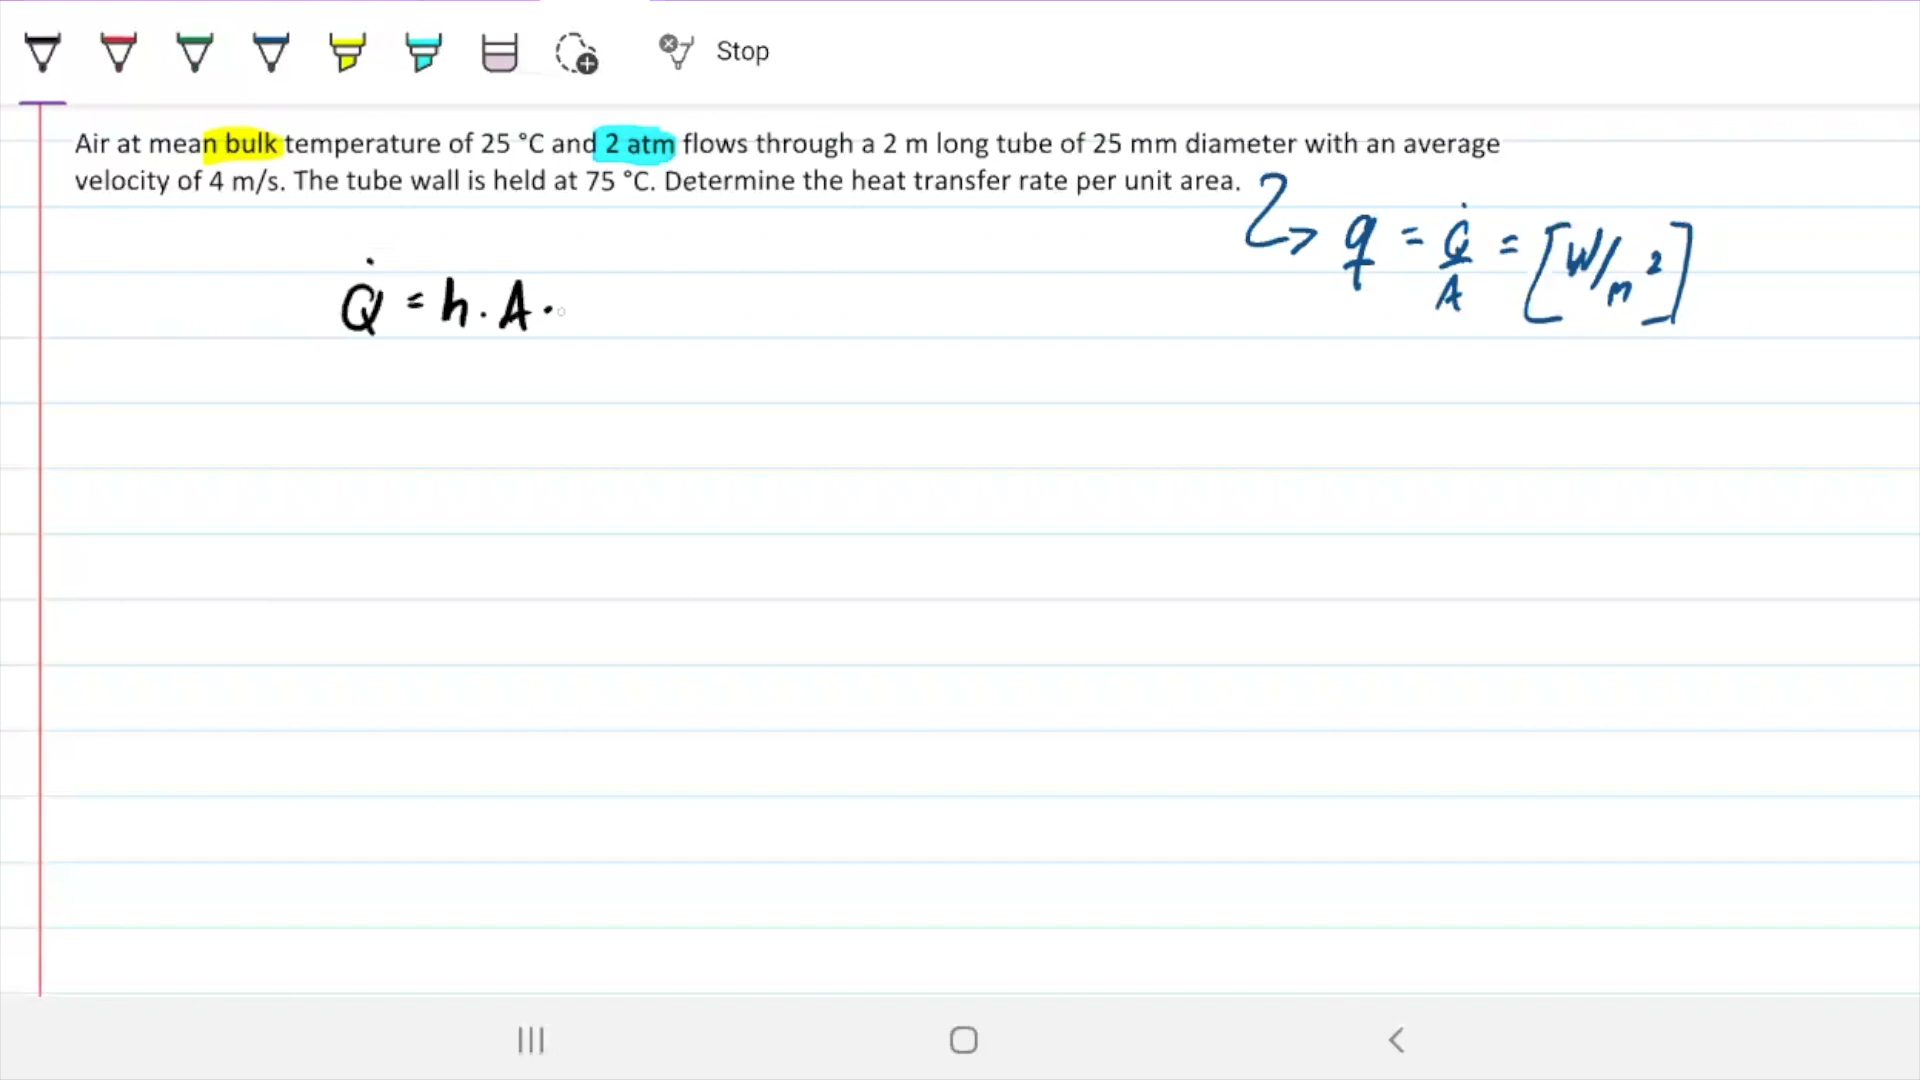 Stop
Air at mean bulk temperature of 25 °C and 2 atm flows through a 2 m long tube of 25 mm diameter with an average
velocity of 4 m/s. The tube wall is held at 75 °C. Determine the heat transfer rate per unit area.
q = Q̇/A = [W/m²]
Q̇ = h . A .